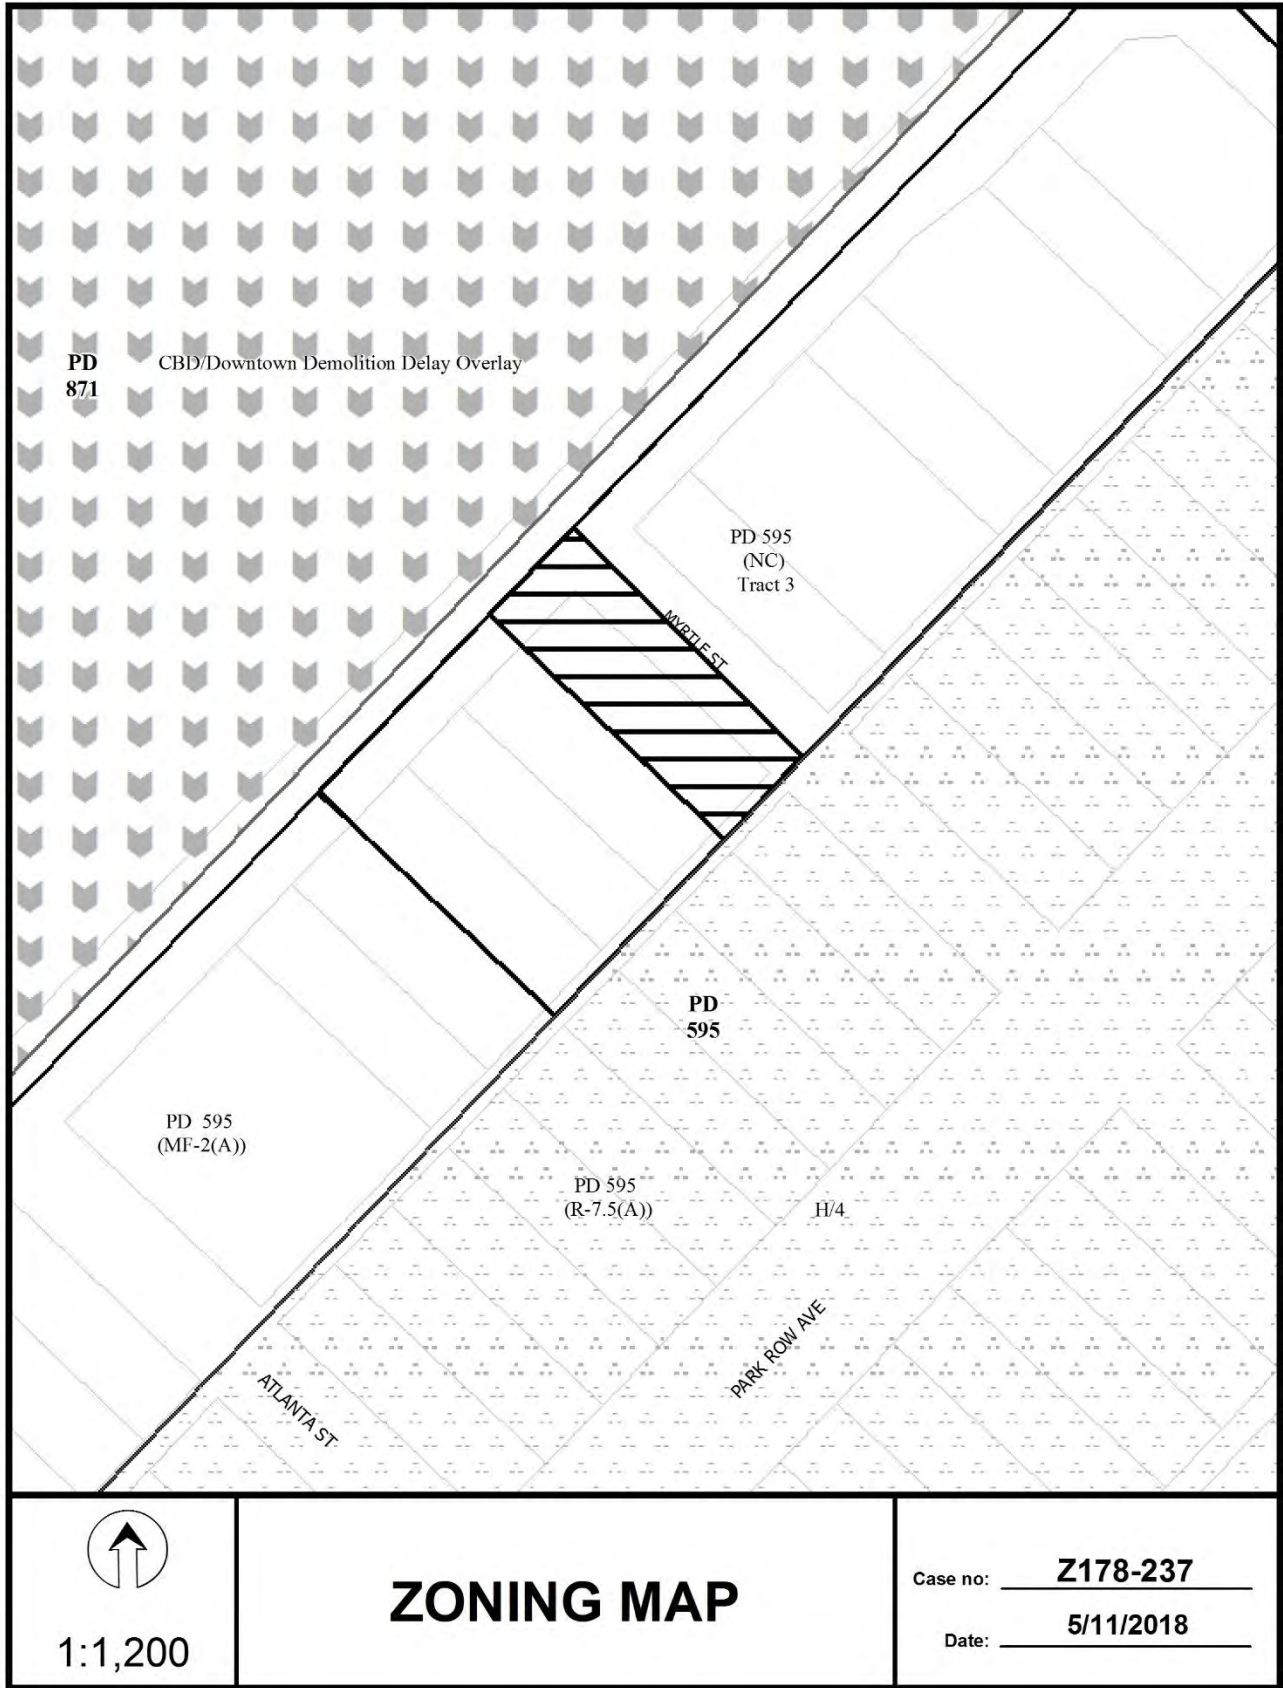 PD
871
CBD/Downtown Demolition Delay Overlay
PD 595
(NC)
Tract 3
MYRTLE ST
PD
595
PD 595
(MF-2(A))
PD 595
(R-7.5(A))
H/4
PARK ROW AVE
ATLANTA ST
1:1,200
ZONING MAP
Case no: Z178-237
Date: 5/11/2018